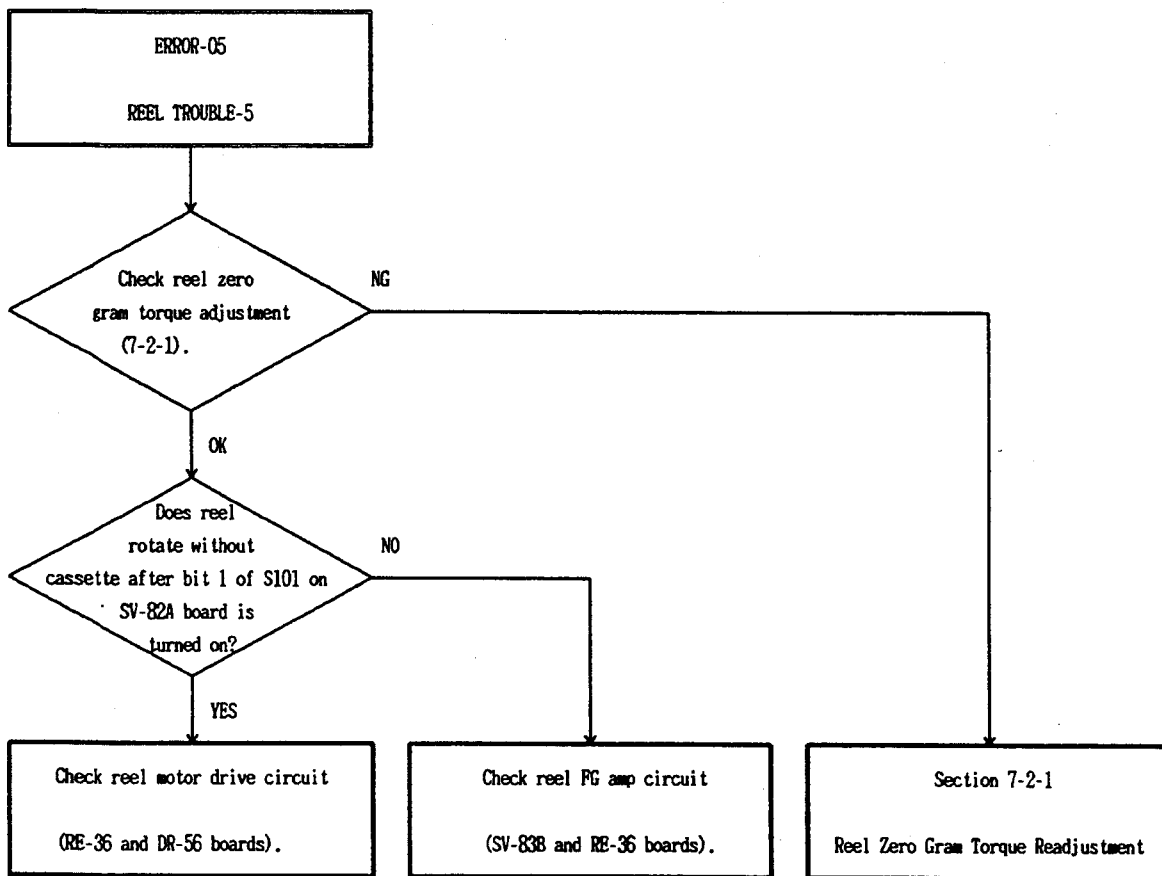 ERROR-05
REEL TROUBLE-5
Check reel zero
gram torque adjustment
(7-2-1).
NG
OK
Does reel
rotate without
cassette after bit 1 of S101 on
SV-82A board is
turned on?
NO
YES
Check reel motor drive circuit
(RE-36 and DR-56 boards).
Check reel FG amp circuit
(SV-83B and RE-36 boards).
Section 7-2-1
Reel Zero Gram Torque Readjustment